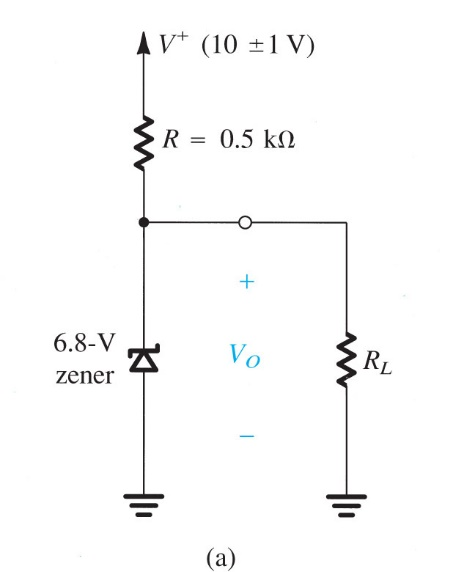 V⁺ (10 ±1 V)
R = 0.5 kΩ
+
6.8-V
zener
V_O
R_L
−
(a)